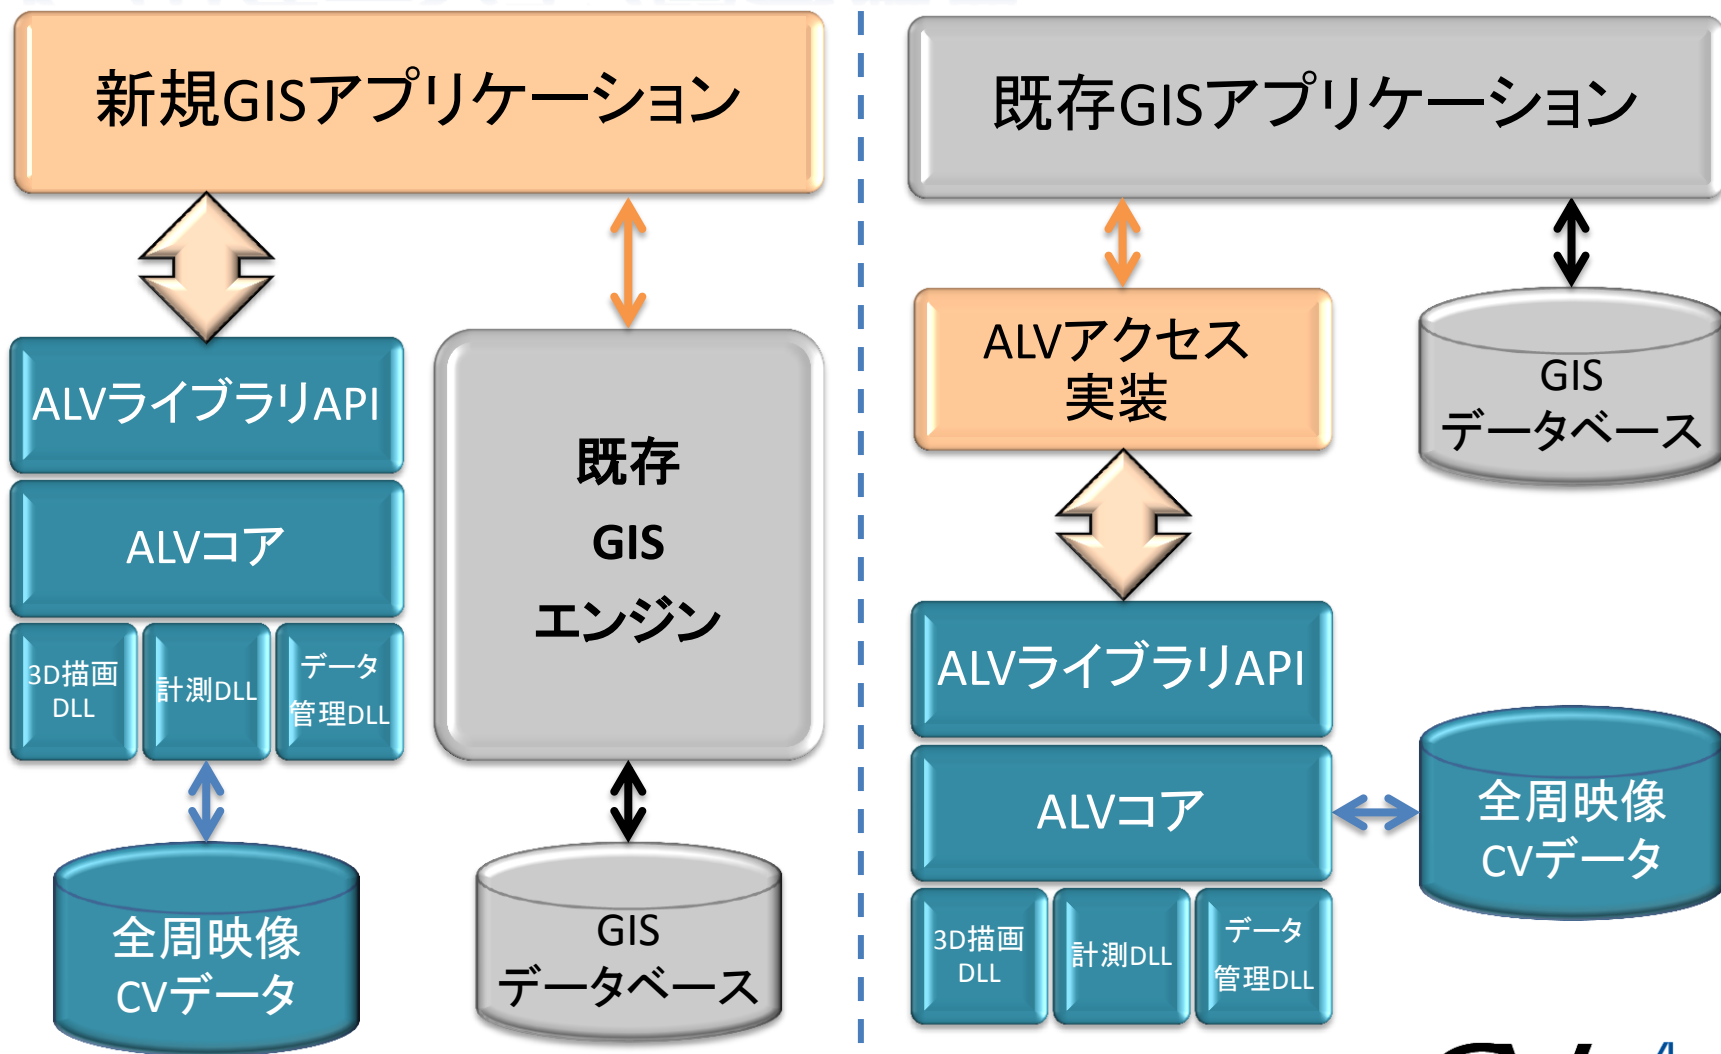 新規GISアプリケーション
ALVライブラリAPI
ALVコア
3D描画
DLL
計測DLL
データ
管理DLL
全周映像
CVデータ
既存
GIS
エンジン
GIS
データベース
既存GISアプリケーション
ALVアクセス
実装
GIS
データベース
ALVライブラリAPI
ALVコア
3D描画
DLL
計測DLL
データ
管理DLL
全周映像
CVデータ